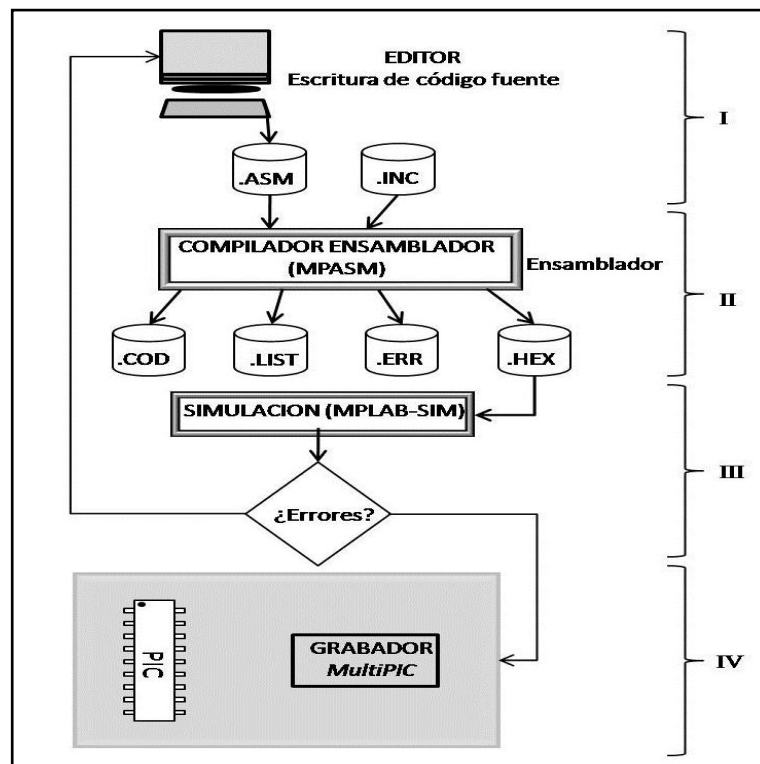 EDITOR
Escritura de código fuente
I
.ASM
.INC
COMPILADOR ENSAMBLADOR
(MPASM)
Ensamblador
II
.COD
.LIST
.ERR
.HEX
SIMULACION (MPLAB-SIM)
III
¿Errores?
PIC
GRABADOR
MultiPIC
IV